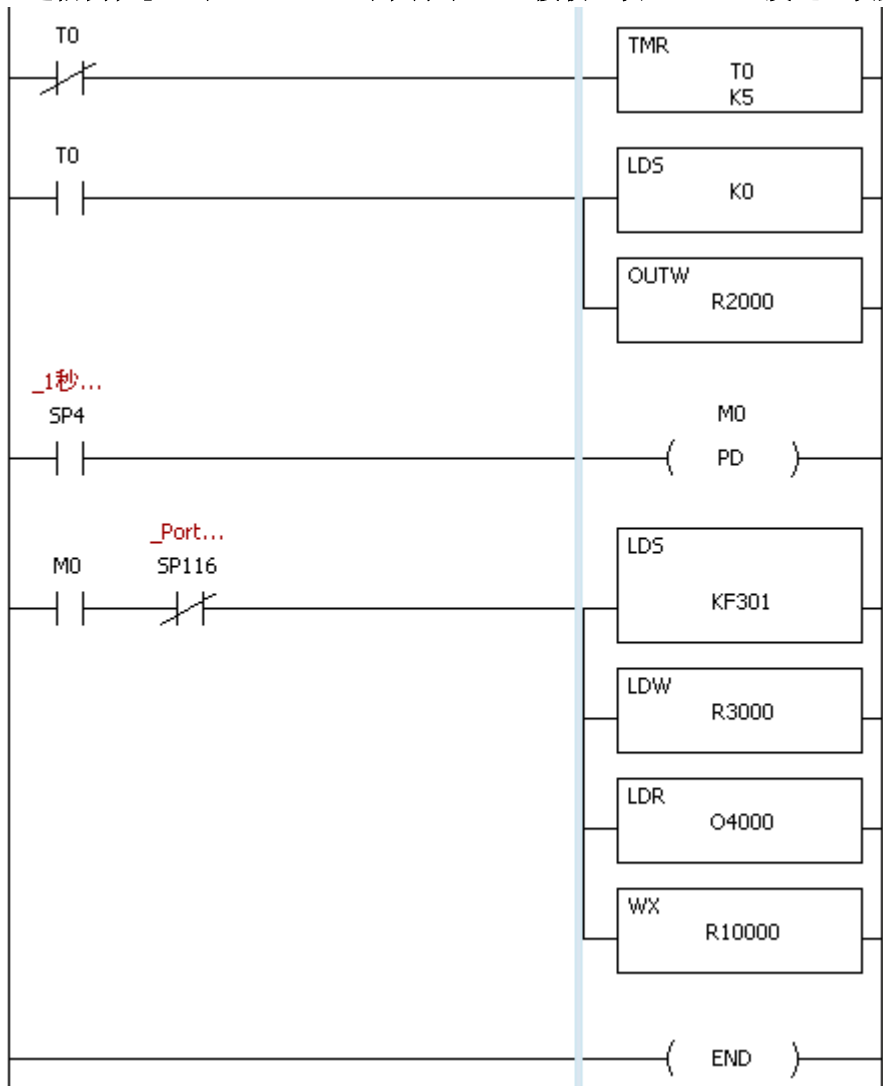 T0
TMR
T0
K5
T0
LDS
K0
OUTW
R2000
_1秒...
SP4
M0
( PD )
_Port...
M0 SP116
LDS
KF301
LDW
R3000
LDR
O4000
WX
R10000
( END )